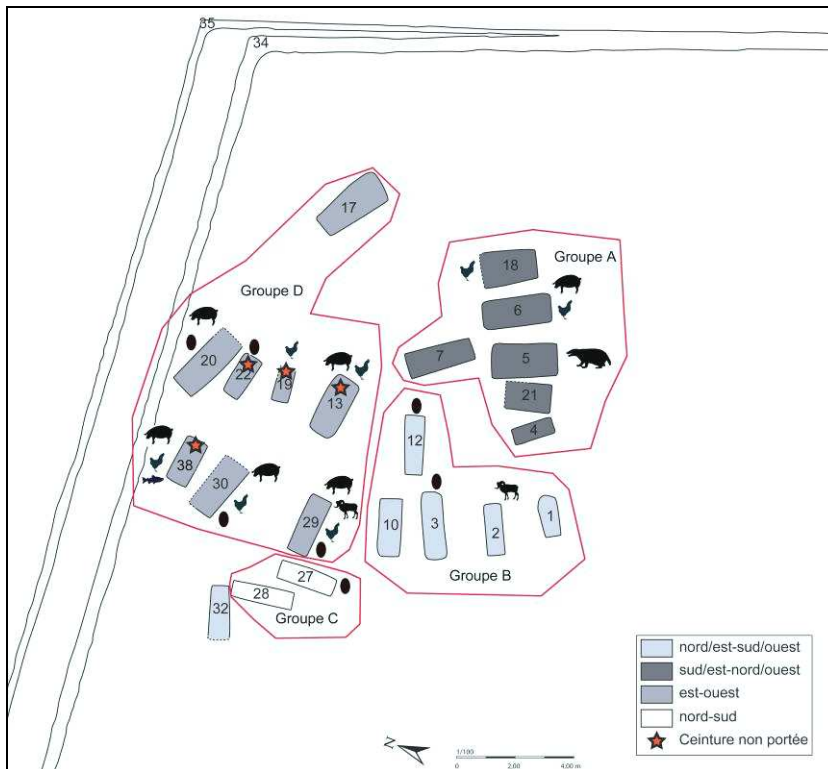 35
34
17
Groupe D
18
Groupe A
6
7
5
20
22
19
13
21
4
12
38
30
29
10
3
2
1
Groupe B
27
28
32
Groupe C
nord/est-sud/ouest
sud/est-nord/ouest
est-ouest
nord-sud
Ceinture non portée
N
1/100
0 2,00 4,00 m